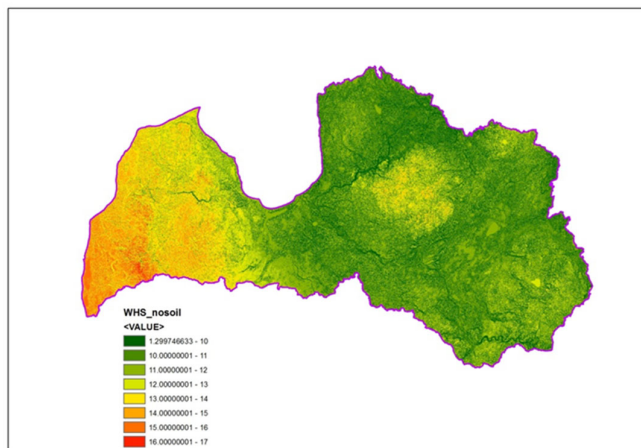 WHS_nosoil
<VALUE>
1.299746633 - 10
10.00000001 - 11
11.00000001 - 12
12.00000001 - 13
13.00000001 - 14
14.00000001 - 15
15.00000001 - 16
16.00000001 - 17